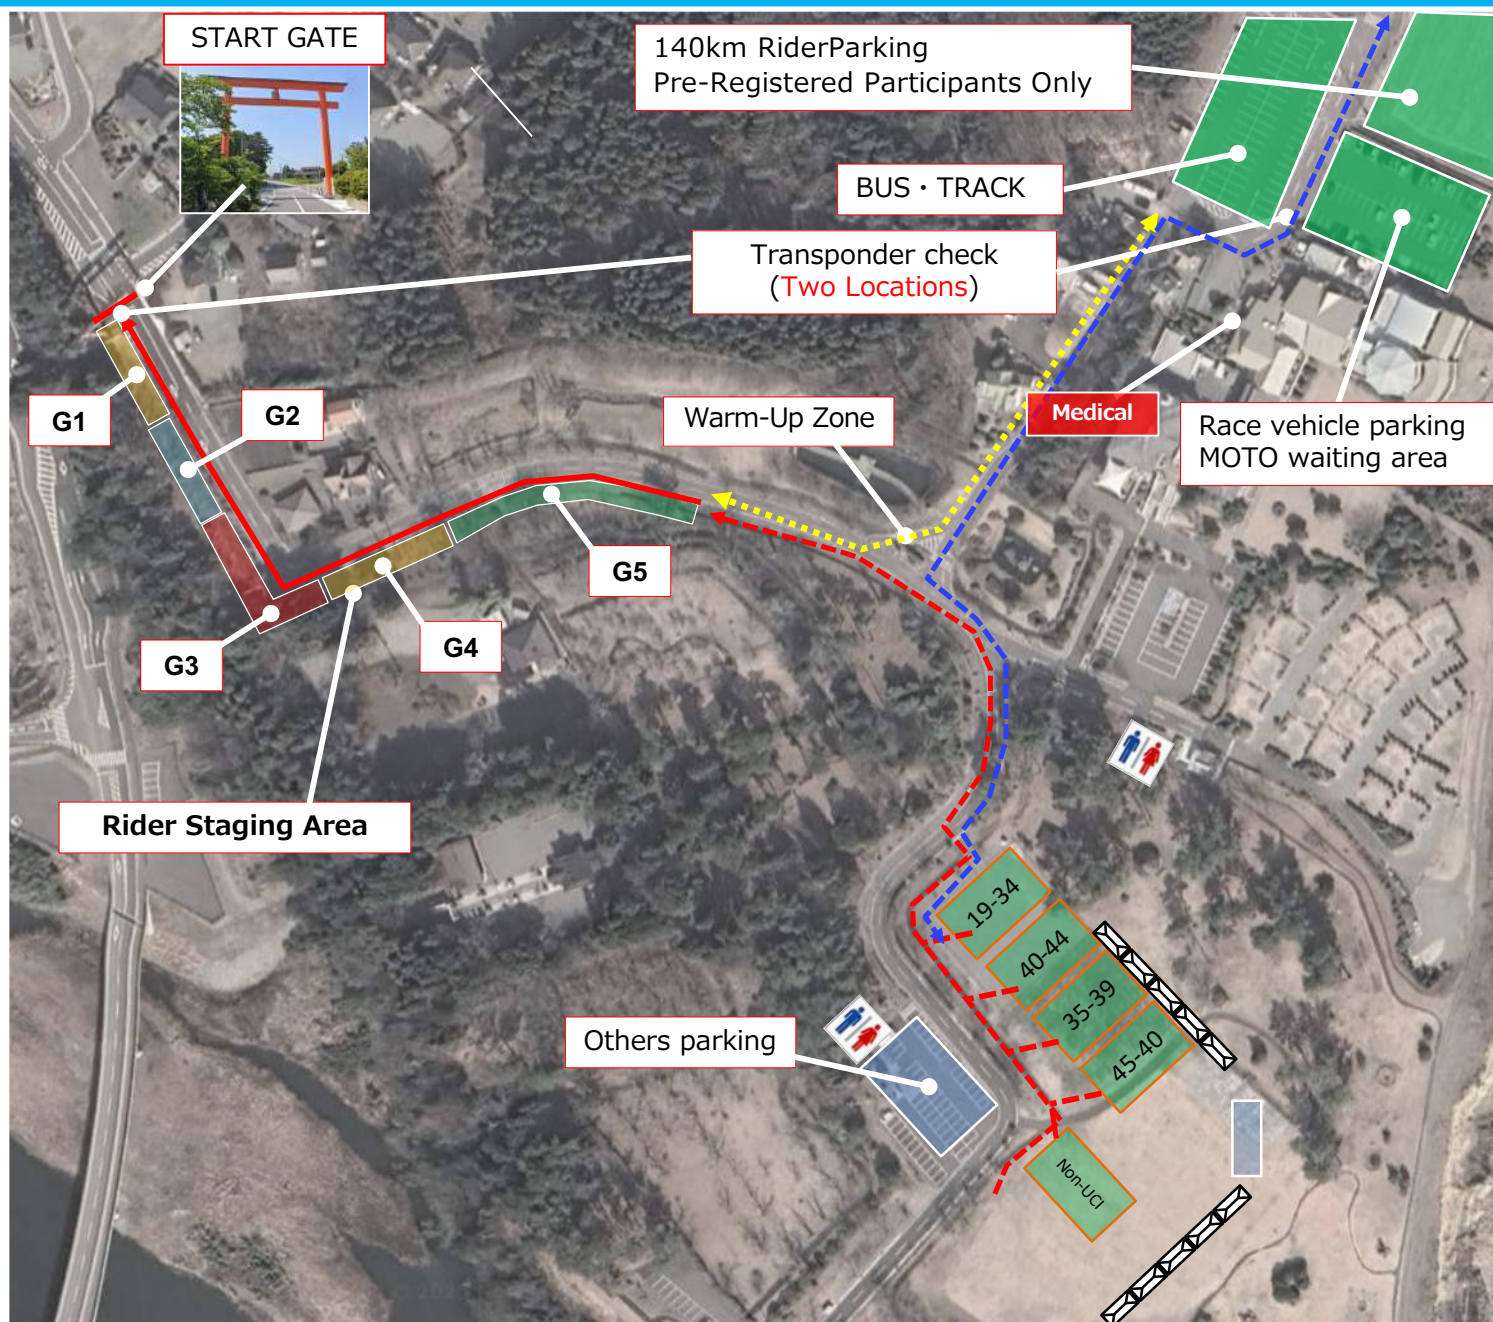 START GATE
140km RiderParking
Pre-Registered Participants Only
BUS・TRACK
Transponder check
(Two Locations)
G1
G2
Warm-Up Zone
Medical
Race vehicle parking
MOTO waiting area
G5
G4
G3
Rider Staging Area
19-34
40-44
35-39
45-40
Others parking
Non-UCI